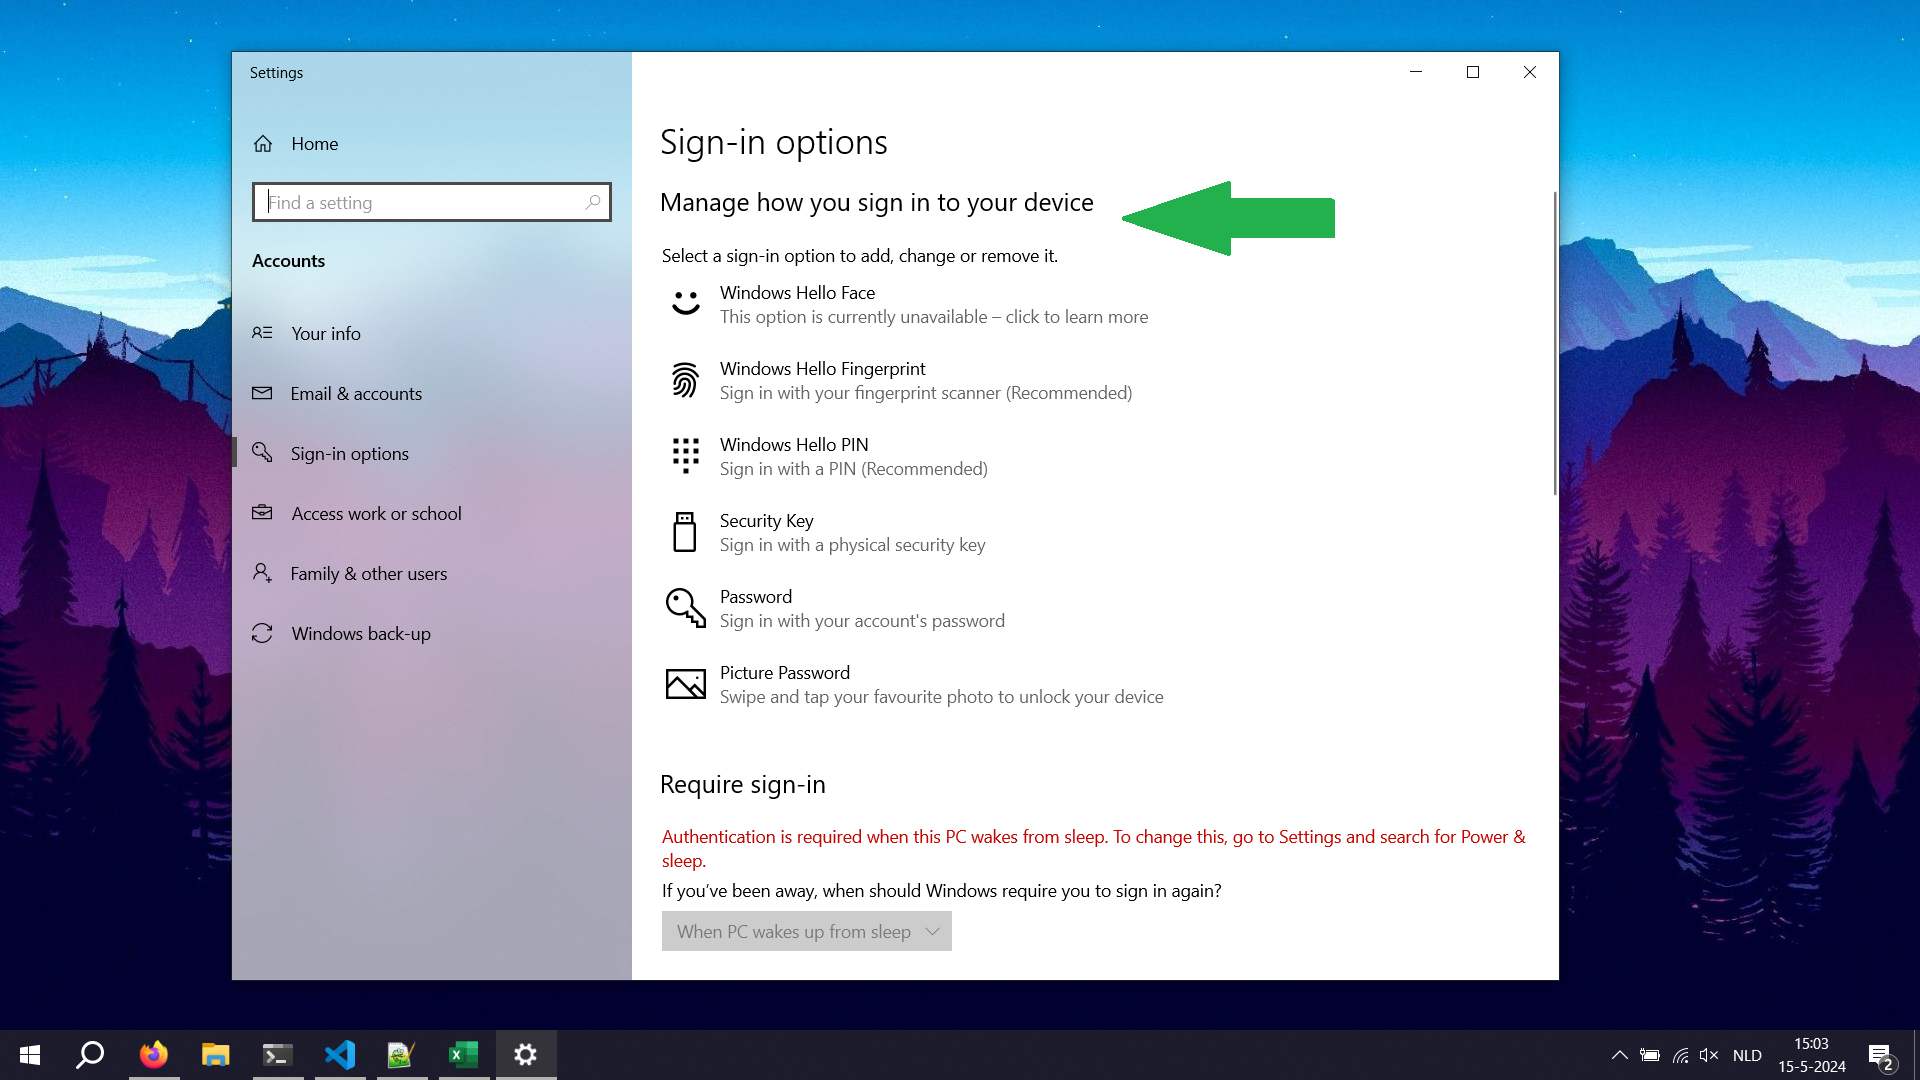 Settings
Home
Find a setting
Accounts
Your info
Email & accounts
Sign-in options
Access work or school
Family & other users
Windows back-up
Sign-in options
Manage how you sign in to your device
Select a sign-in option to add, change or remove it.
Windows Hello Face
This option is currently unavailable – click to learn more
Windows Hello Fingerprint
Sign in with your fingerprint scanner (Recommended)
Windows Hello PIN
Sign in with a PIN (Recommended)
Security Key
Sign in with a physical security key
Password
Sign in with your account's password
Picture Password
Swipe and tap your favourite photo to unlock your device
Require sign-in
Authentication is required when this PC wakes from sleep. To change this, go to Settings and search for Power &
sleep.
If you’ve been away, when should Windows require you to sign in again?
When PC wakes up from sleep
NLD
15:03
15-5-2024
2